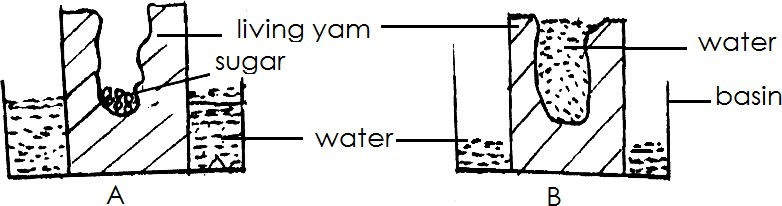 living yam
sugar
water
water
basin
A
B